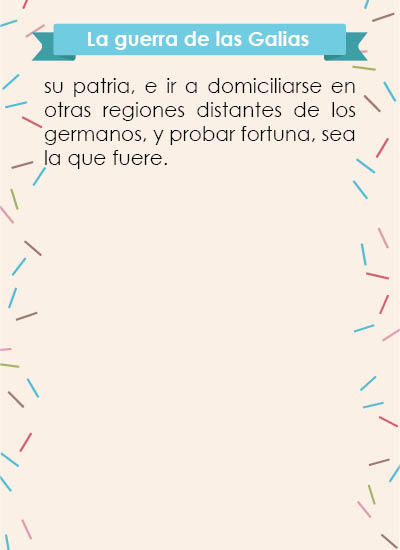 La guerra de las Galias
su patria, e ir a domiciliarse en
otras regiones distantes de los
germanos, y probar fortuna, sea
la que fuere.